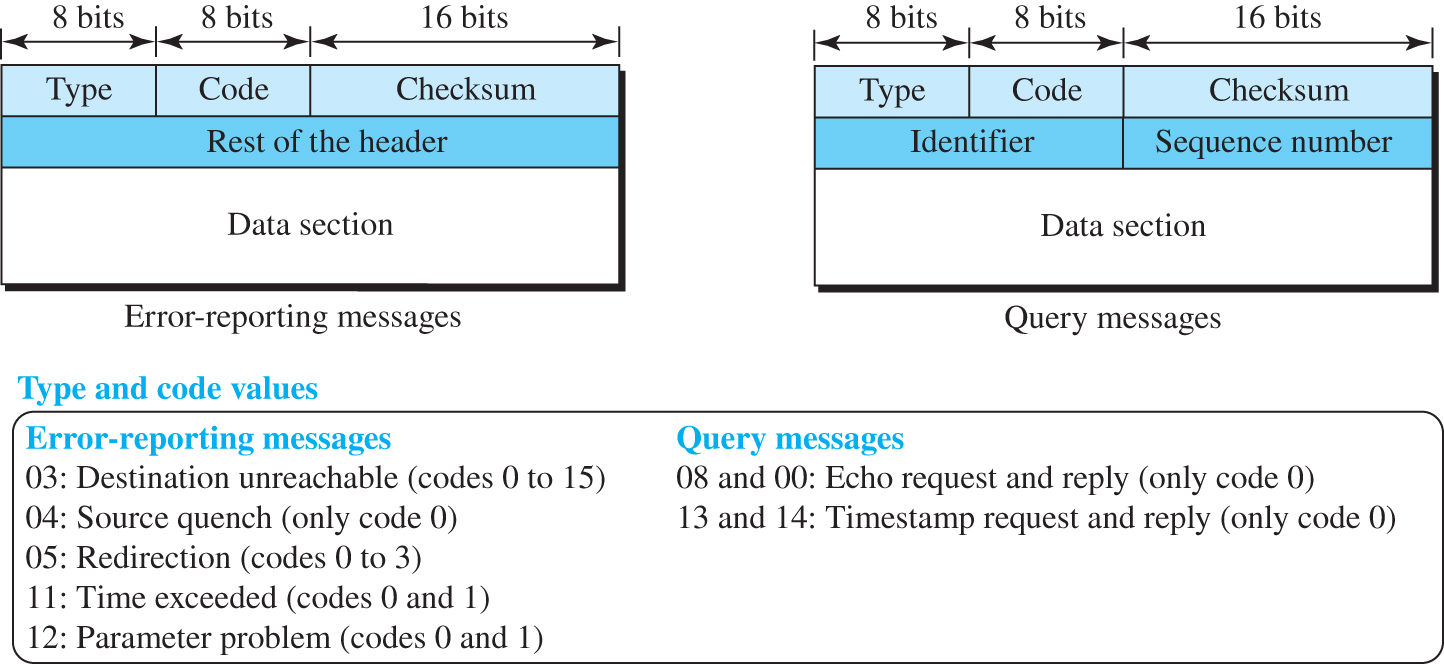 8 bits 8 bits 16 bits
Type Code Checksum
Rest of the header
Data section
Error-reporting messages
8 bits 8 bits 16 bits
Type Code Checksum
Identifier Sequence number
Data section
Query messages
Type and code values
Error-reporting messages
03: Destination unreachable (codes 0 to 15)
04: Source quench (only code 0)
05: Redirection (codes 0 to 3)
11: Time exceeded (codes 0 and 1)
12: Parameter problem (codes 0 and 1)
Query messages
08 and 00: Echo request and reply (only code 0)
13 and 14: Timestamp request and reply (only code 0)